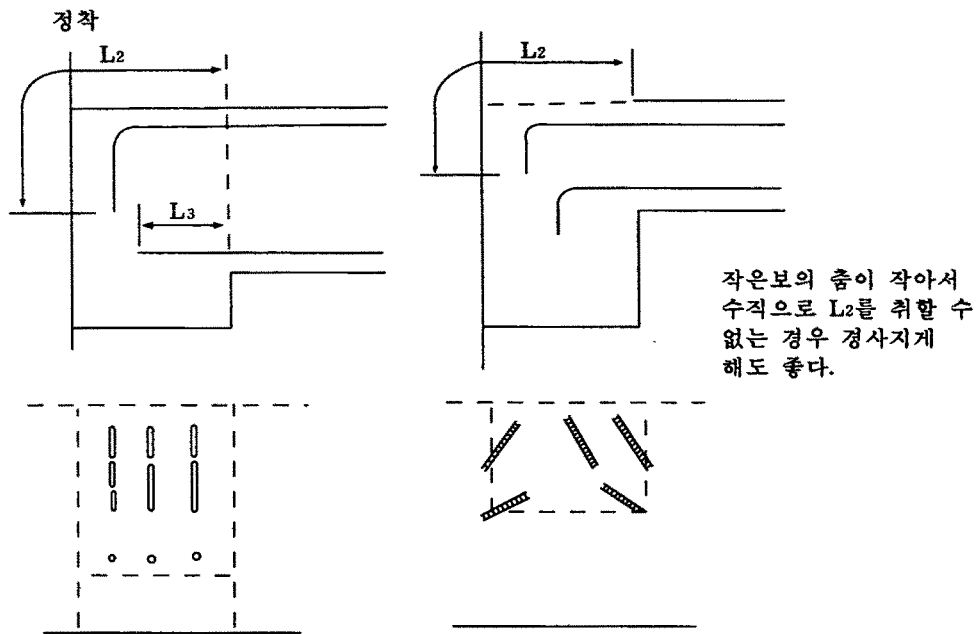 정착
L2
L2
L3
작은보의 춤이 작아서
수직으로 L2를 취할 수
없는 경우 경사지게
해도 좋다.